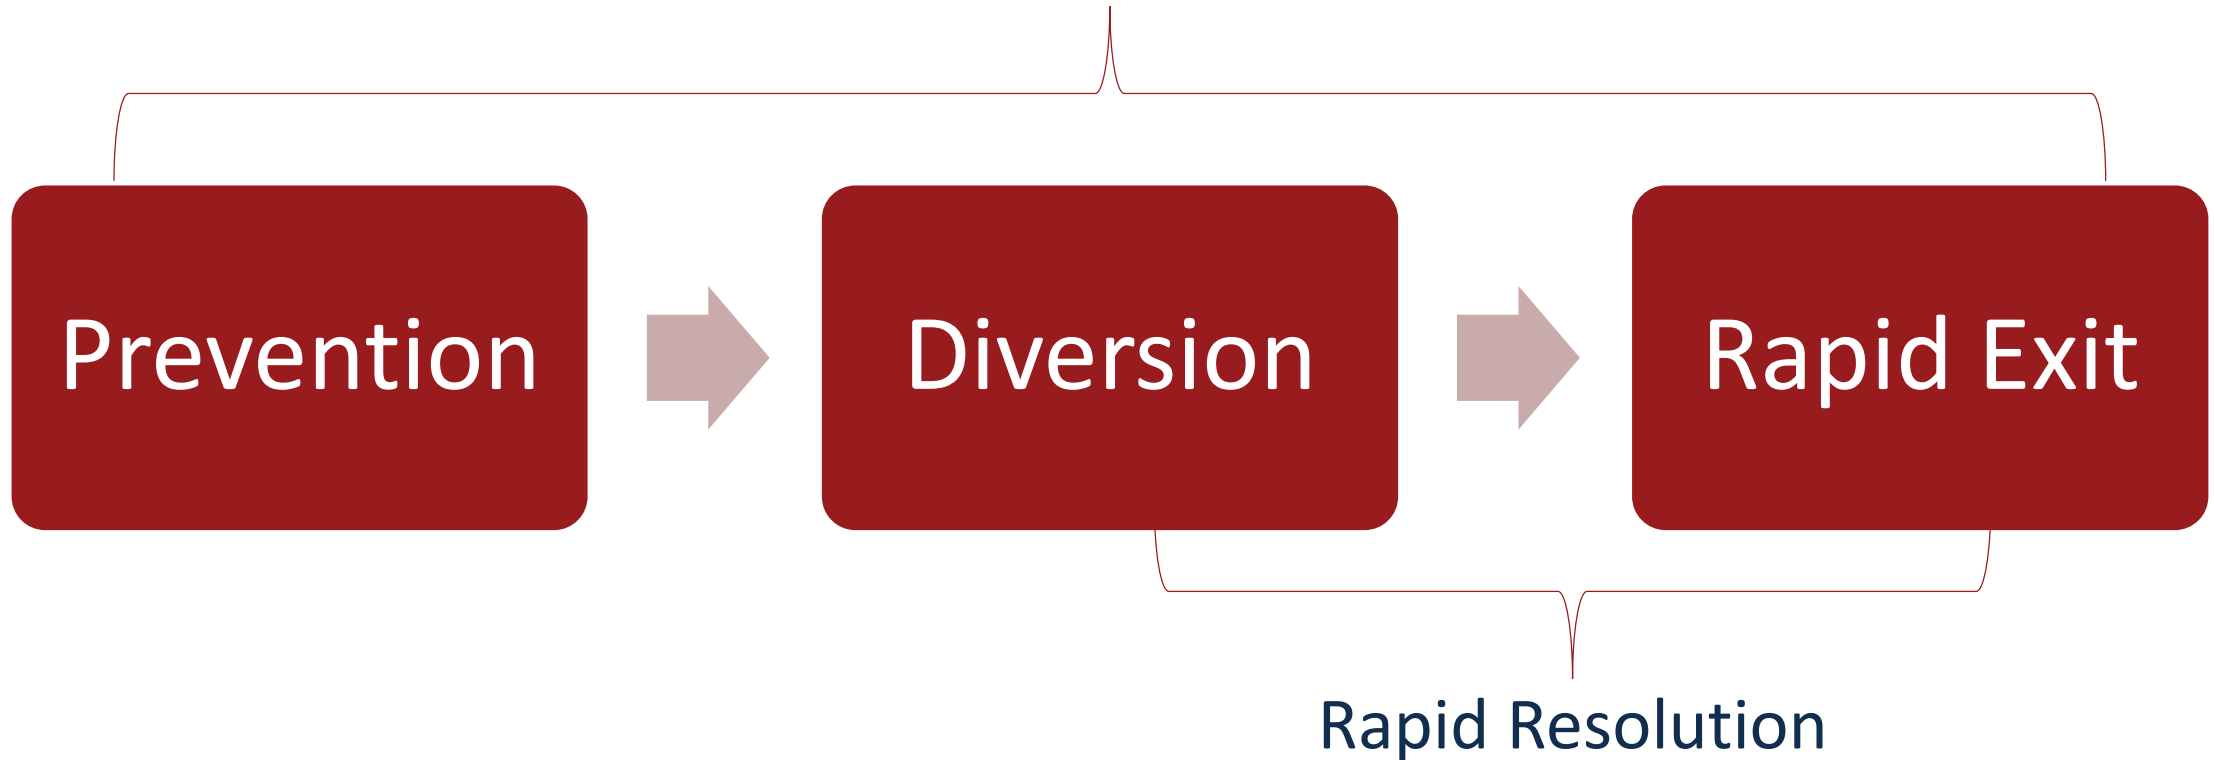 Prevention
Diversion
Rapid Exit
Rapid Resolution